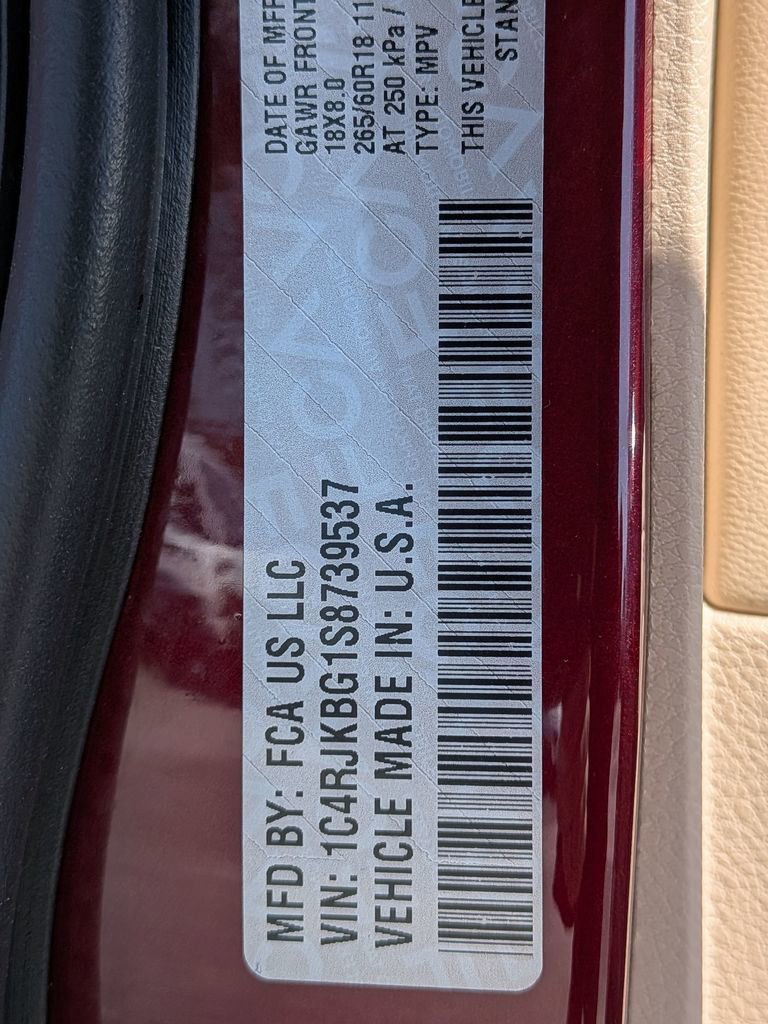 MFD BY: FCA US LLC
VIN: 1C4RJKBG1S8739537
VEHICLE MADE IN: U.S.A.
DATE OF MFR
GAWR FRONT
18X8.0
265/60R18 11
AT 250 kPa /
TYPE: MPV
THIS VEHICLE
STAN